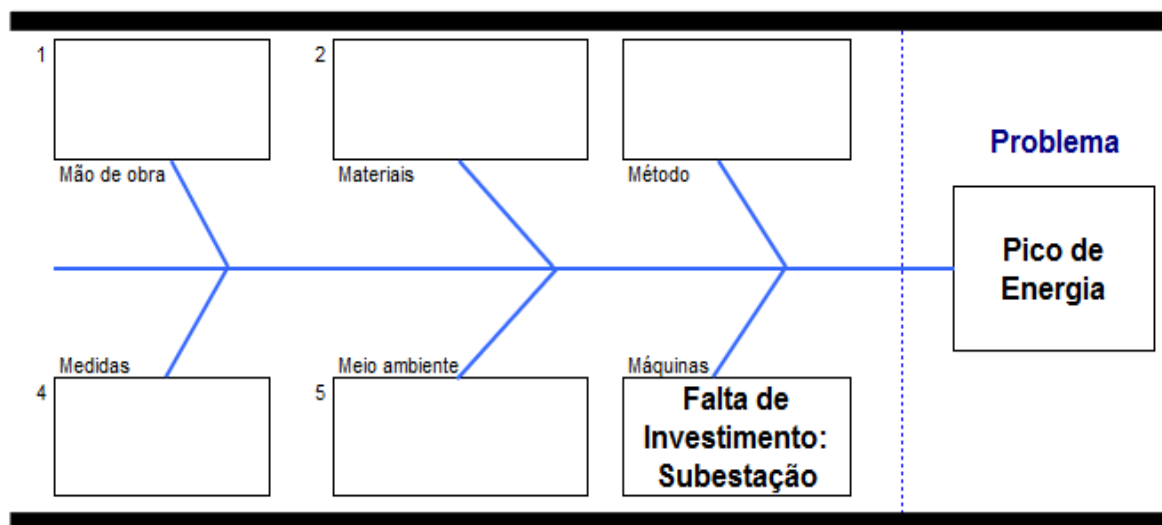 1
2
Mão de obra
Materiais
Método
Problema
Pico de
Energia
Medidas
Meio ambiente
Máquinas
4
5
Falta de
Investimento:
Subestação